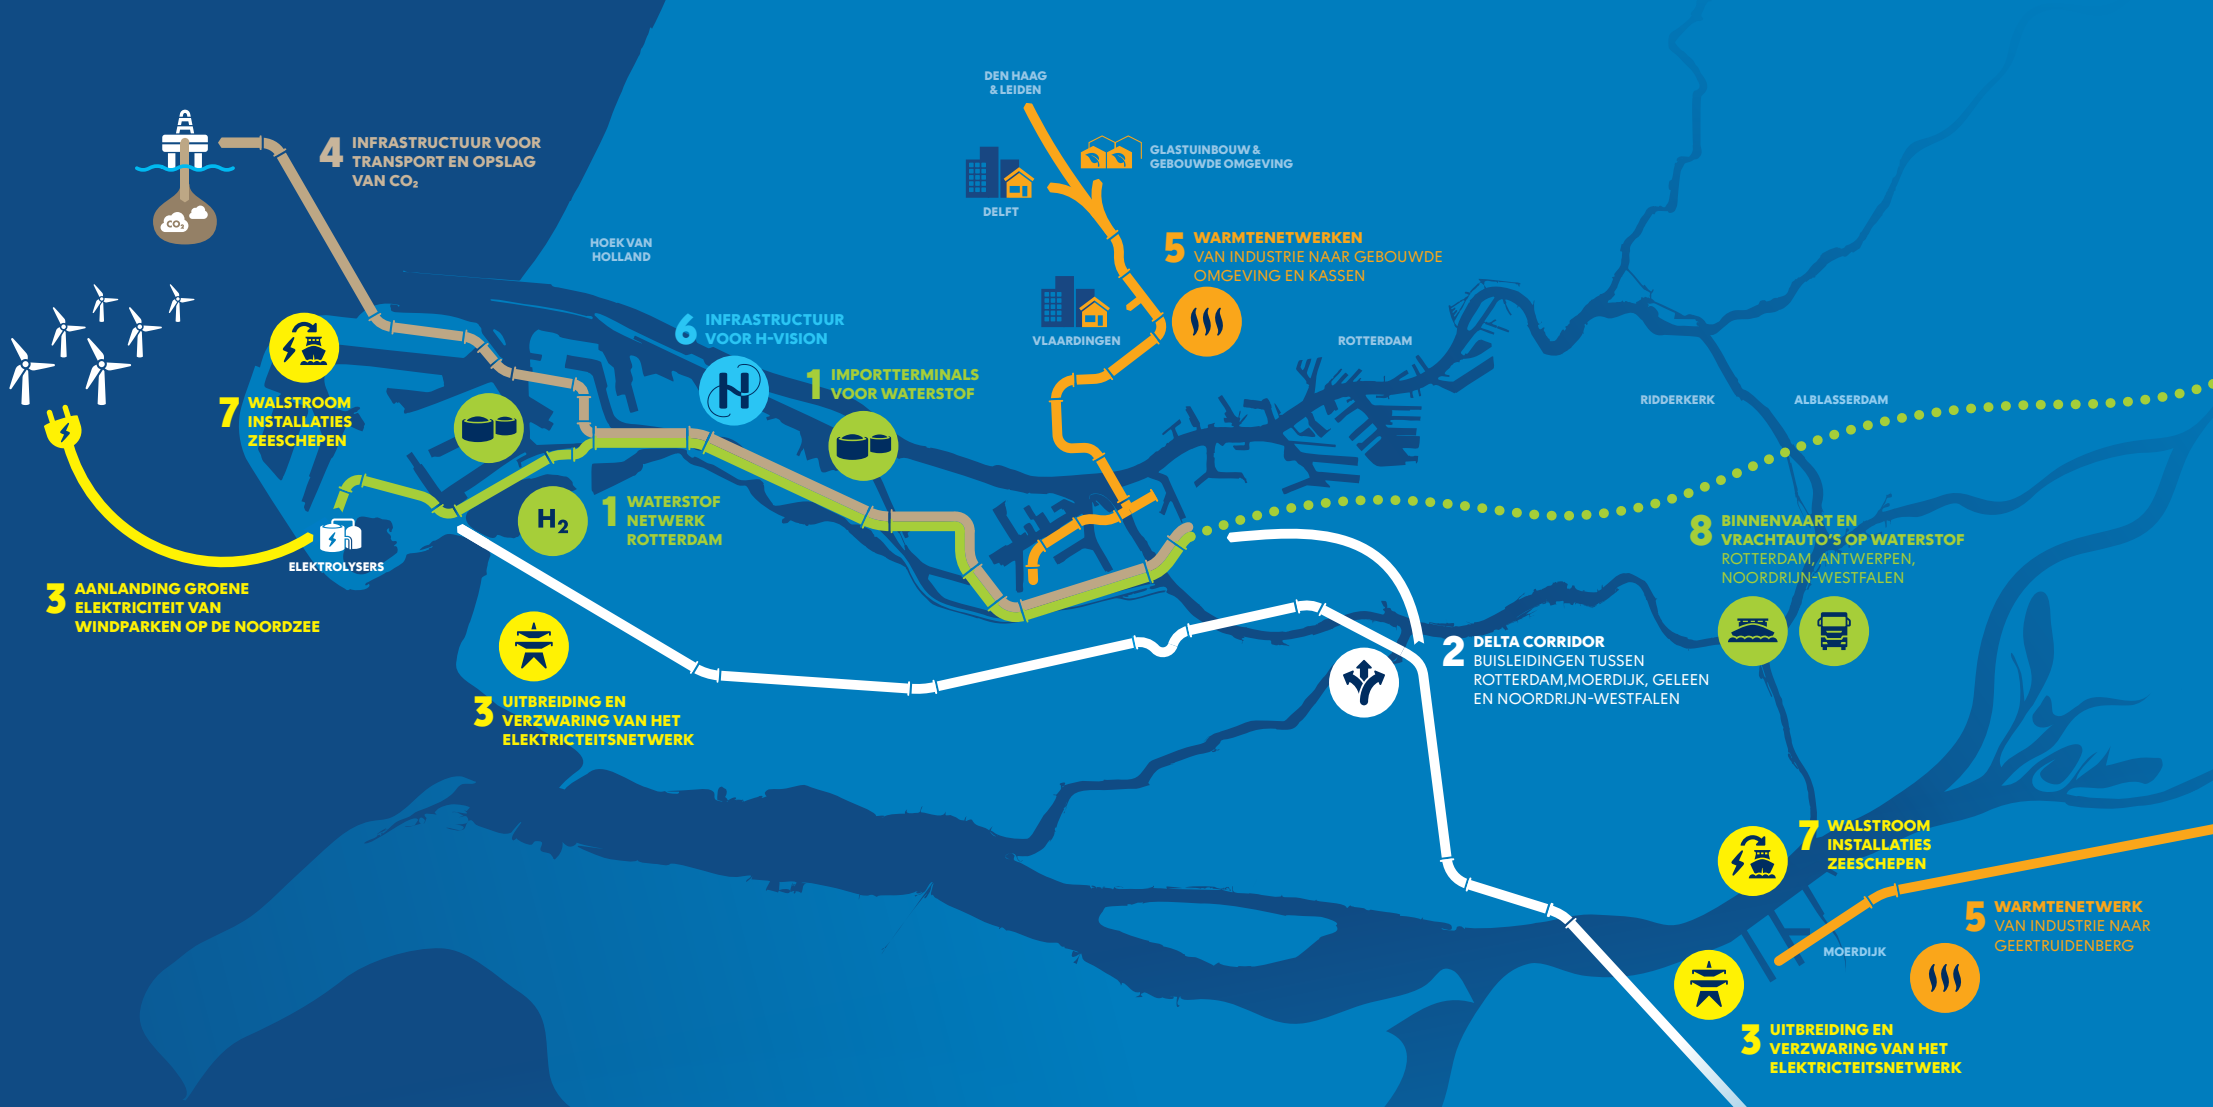 DEN HAAG
& LEIDEN
4 INFRASTRUCTUUR VOOR
TRANSPORT EN OPSLAG
VAN CO₂
CO₂
GLASTUINBOUW &
GEBOUWDE OMGEVING
DELFT
HOEK VAN
HOLLAND
5 WARMTENETWERKEN
VAN INDUSTRIE NAAR GEBOUWDE
OMGEVING EN KASSEN
6 INFRASTRUCTUUR
VOOR H-VISION
H
VLAARDINGEN
ROTTERDAM
1 IMPORTTERMINALS
VOOR WATERSTOF
7 WALSTROOM
INSTALLATIES
ZEESCHEPEN
RIDDERKERK
ALBLASSERDAM
H₂
1 WATERSTOF
NETWERK
ROTTERDAM
ELEKTROLYSERS
8 BINNENVAART EN
VRACHTAUTO'S OP WATERSTOF
ROTTERDAM, ANTWERPEN,
NOORDRIJN-WESTFALEN
3 AANLANDING GROENE
ELEKTRICITEIT VAN
WINDPARKEN OP DE NOORDZEE
2 DELTA CORRIDOR
BUISLEIDINGEN TUSSEN
ROTTERDAM,MOERDIJK, GELEEN
EN NOORDRIJN-WESTFALEN
3 UITBREIDING EN
VERZWARING VAN HET
ELEKTRICTEITSNETWERK
7 WALSTROOM
INSTALLATIES
ZEESCHEPEN
5 WARMTENETWERK
VAN INDUSTRIE NAAR
GEERTRUIDENBERG
MOERDIJK
3 UITBREIDING EN
VERZWARING VAN HET
ELEKTRICTEITSNETWERK